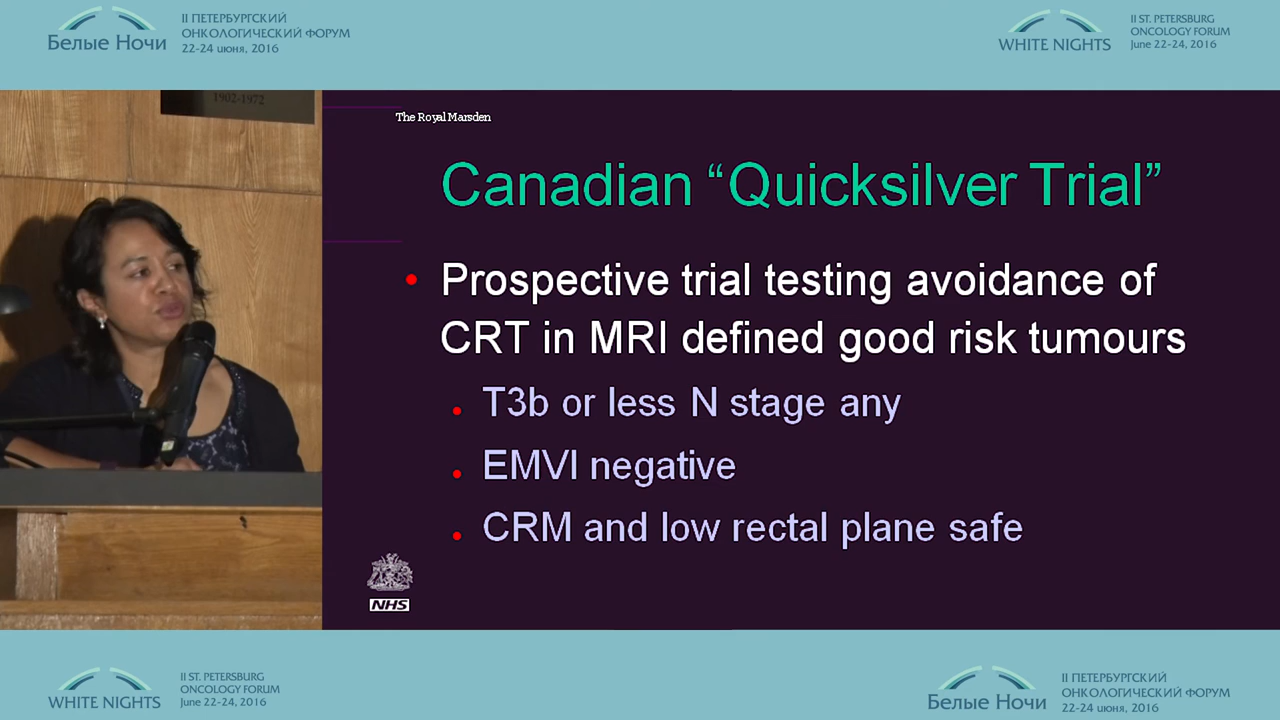 Белые Ночи
II ПЕТЕРБУРГСКИЙ
ОНКОЛОГИЧЕСКИЙ ФОРУМ
22-24 июня, 2016
WHITE NIGHTS
II ST. PETERSBURG
ONCOLOGY FORUM
June 22-24, 2016
1902-1972
The Royal Marsden
Canadian “Quicksilver Trial”
• Prospective trial testing avoidance of
CRT in MRI defined good risk tumours
• T3b or less N stage any
• EMVI negative
• CRM and low rectal plane safe
NHS
WHITE NIGHTS
II ST. PETERSBURG
ONCOLOGY FORUM
June 22-24, 2016
Белые Ночи
II ПЕТЕРБУРГСКИЙ
ОНКОЛОГИЧЕСКИЙ ФОРУМ
22-24 июня, 2016